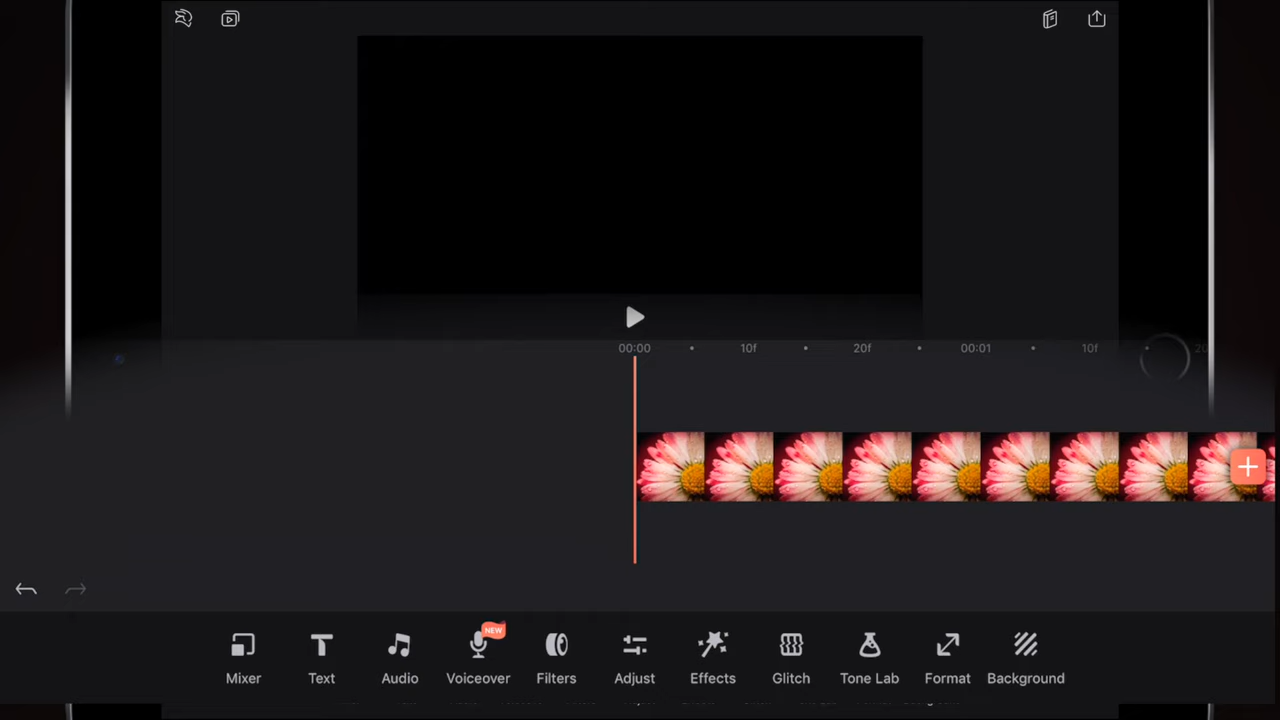 00:00 10f 20f 00:01 10f
NEW
Mixer Text Audio Voiceover Filters Adjust Effects Glitch Tone Lab Format Background